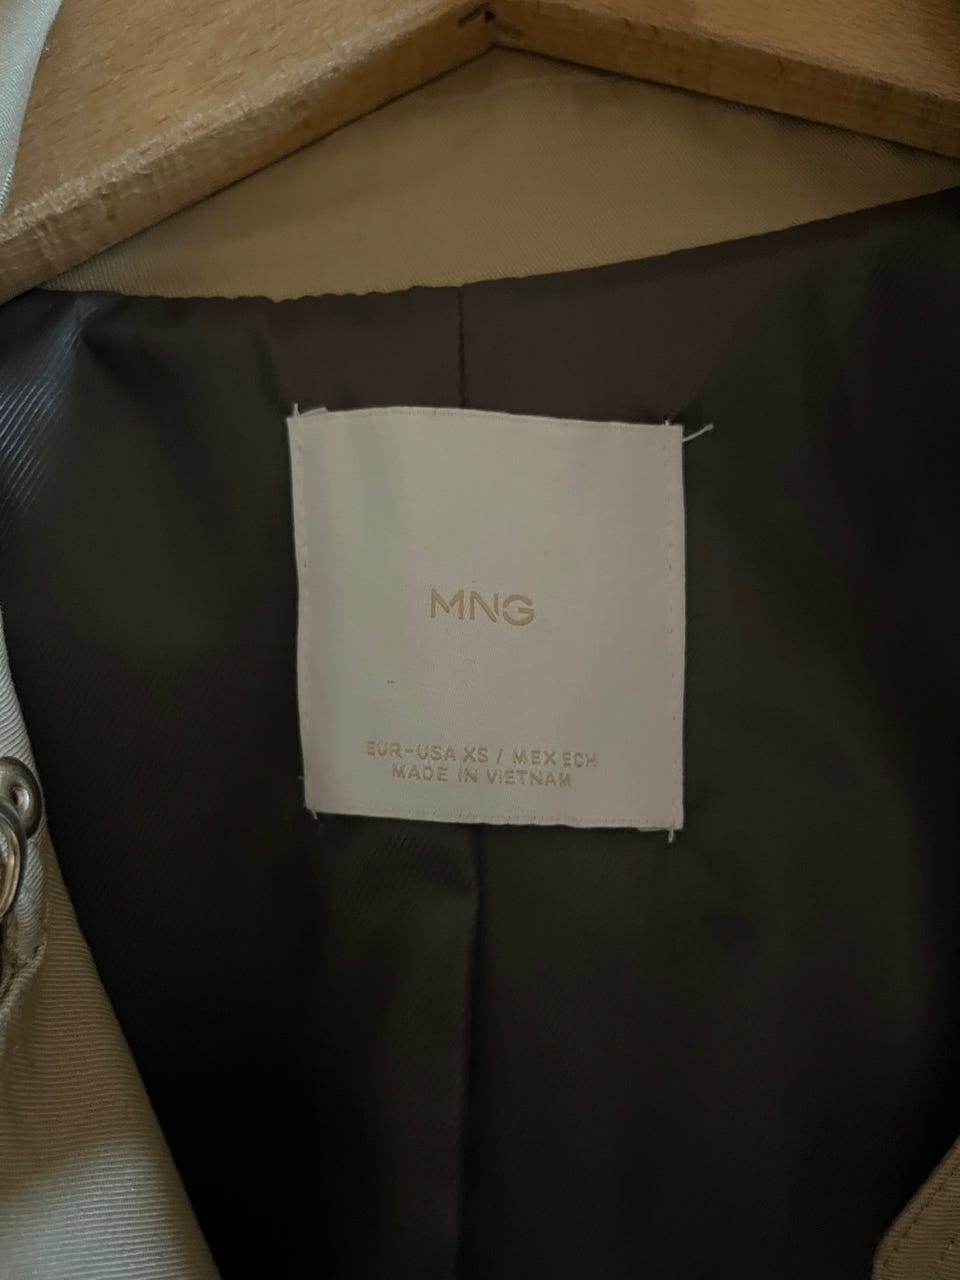 MNG
EUR-USA XS / MEX ECH
MADE IN VIETNAM